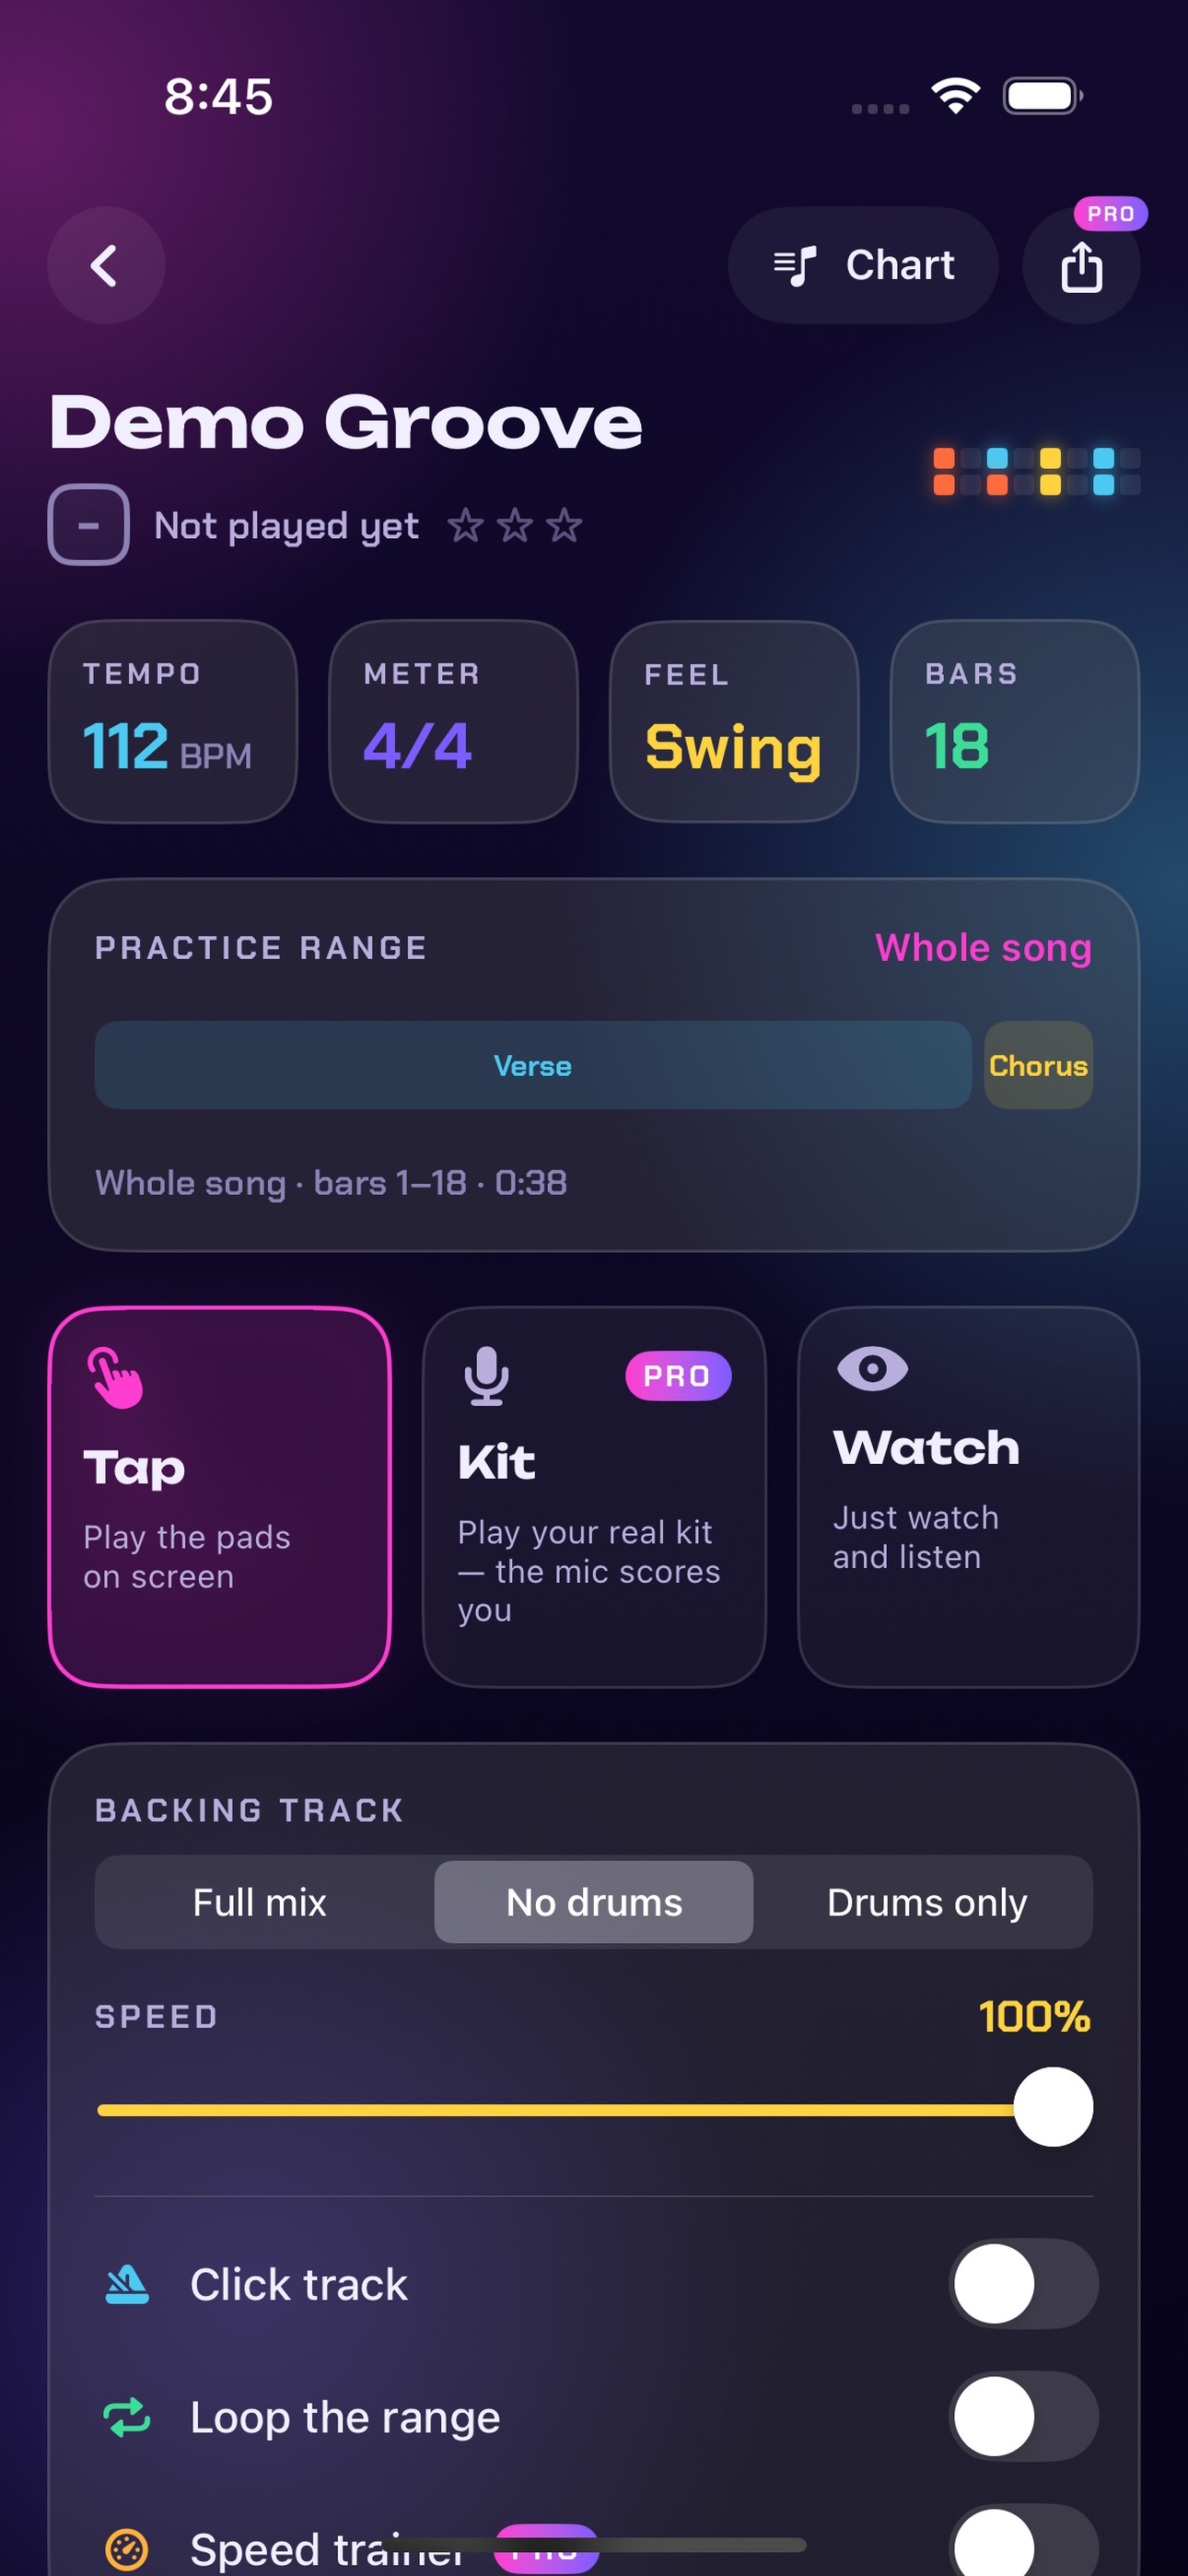 8:45
PRO
Chart
Demo Groove
-
Not played yet
TEMPO
METER
FEEL
BARS
112 BPM
4/4
Swing
18
PRACTICE RANGE
Whole song
Verse
Chorus
Whole song · bars 1–18 · 0:38
PRO
Tap
Kit
Watch
Play the pads
on screen
Play your real kit
— the mic scores
you
Just watch
and listen
BACKING TRACK
Full mix
No drums
Drums only
SPEED
100%
Click track
Loop the range
Speed trainer
PRO